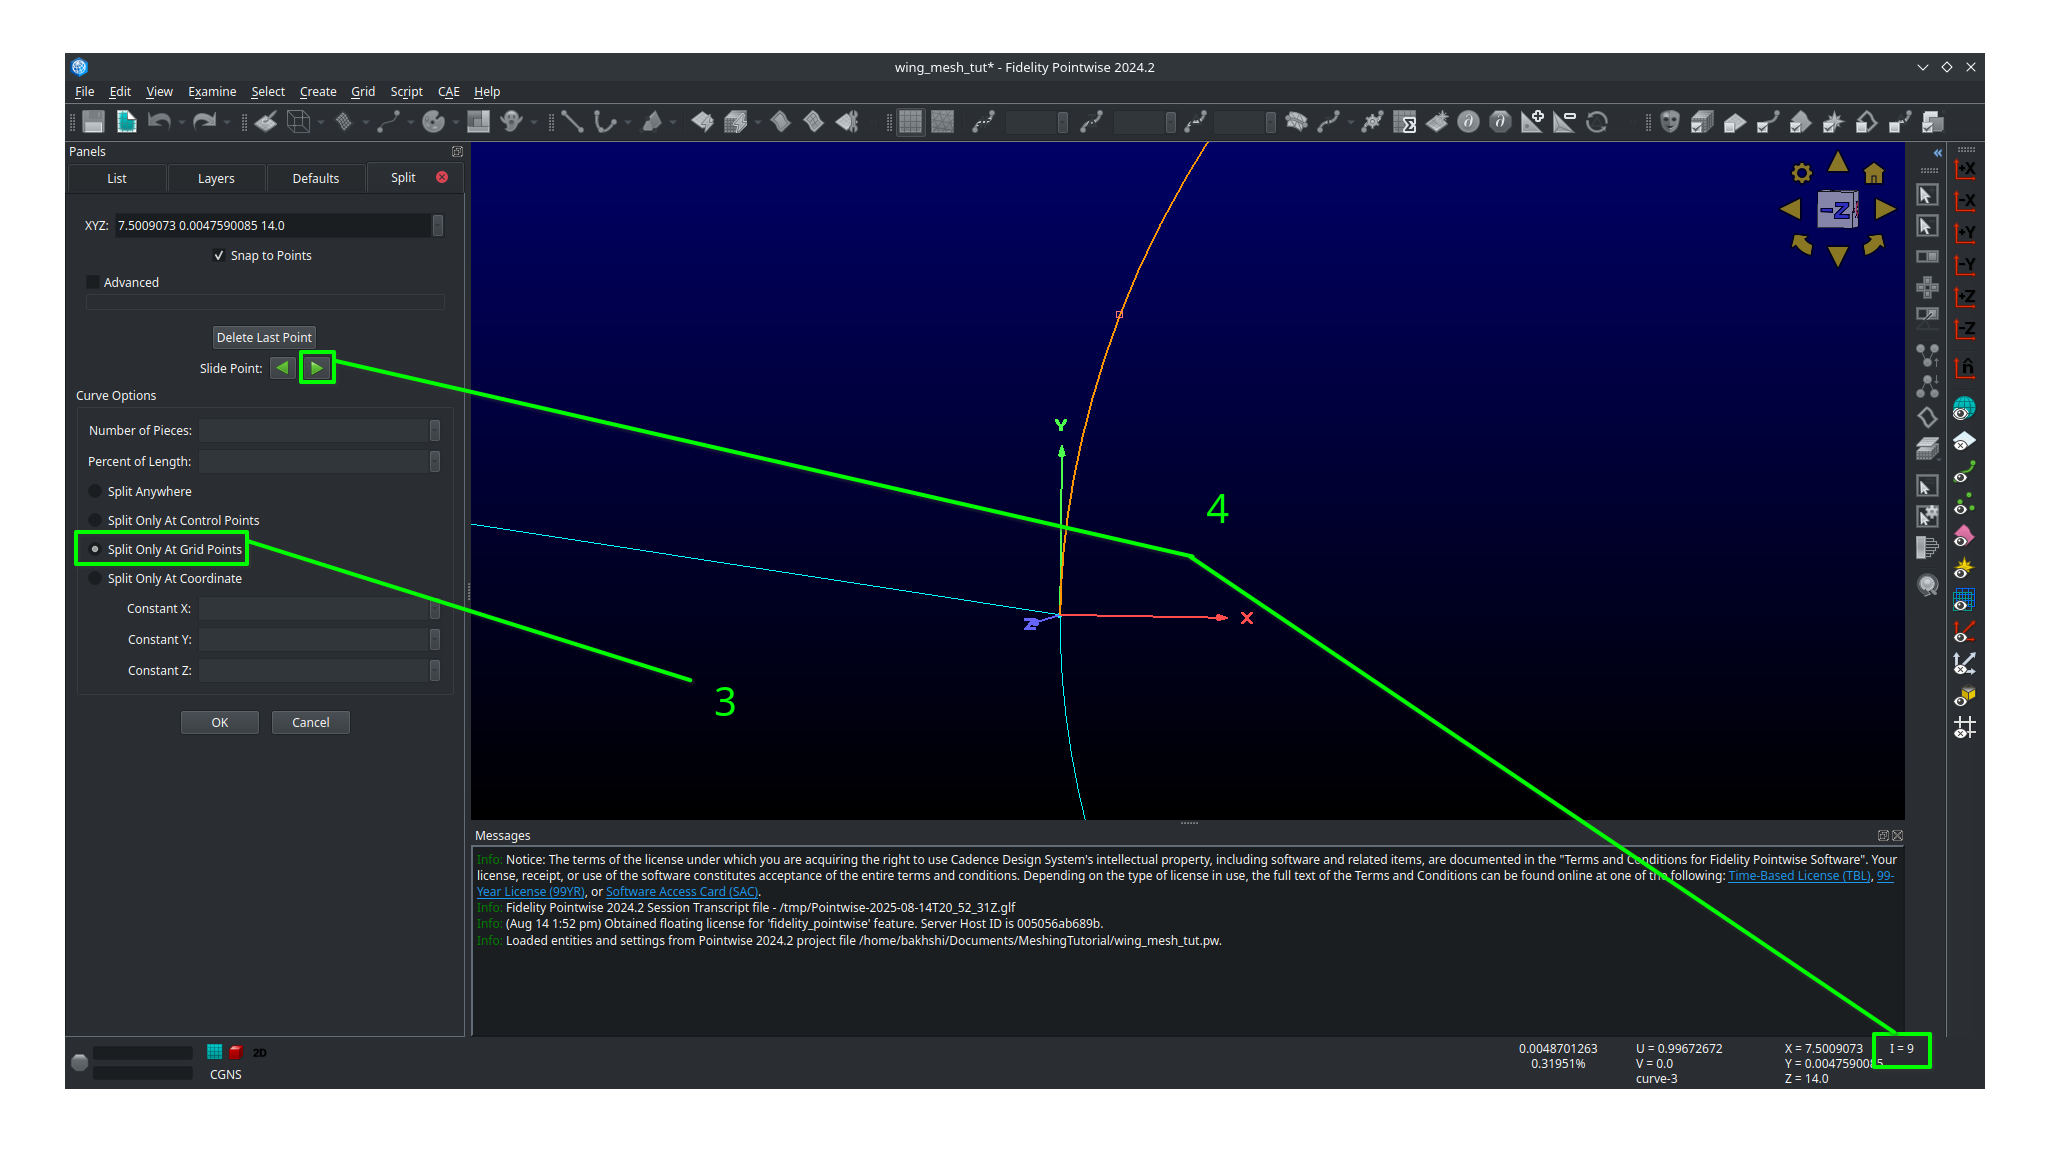 wing_mesh_tut* - Fidelity Pointwise 2024.2
File Edit View Examine Select Create Grid Script CAE Help
Panels
List Layers Defaults Split
XYZ: 7.5009073 0.0047590085 14.0
Snap to Points
Advanced
Delete Last Point
Slide Point:
Curve Options
Number of Pieces:
Percent of Length:
Split Anywhere
Split Only At Control Points
Split Only At Grid Points
Split Only At Coordinate
Constant X:
Constant Y:
Constant Z:
OK Cancel
Y
X
Z
-Z
4
3
+X
-X
+Y
-Y
+Z
-Z
n̂
Messages
Info: Notice: The terms of the license under which you are acquiring the right to use Cadence Design System's intellectual property, including software and related items, are documented in the "Terms and Conditions for Fidelity Pointwise Software". Your
license, receipt, or use of the software constitutes acceptance of the entire terms and conditions. Depending on the type of license in use, the full text of the Terms and Conditions can be found online at one of the following: Time-Based License (TBL), 99-
Year License (99YR), or Software Access Card (SAC).
Info: Fidelity Pointwise 2024.2 Session Transcript file - /tmp/Pointwise-2025-08-14T20_52_31Z.glf
Info: (Aug 14 1:52 pm) Obtained floating license for 'fidelity_pointwise' feature. Server Host ID is 005056ab689b.
Info: Loaded entities and settings from Pointwise 2024.2 project file /home/bakhshi/Documents/MeshingTutorial/wing_mesh_tut.pw.
2D
CGNS
0.0048701263 U = 0.99672672 X = 7.5009073 I = 9
0.31951% V = 0.0 Y = 0.0047590085
curve-3 Z = 14.0